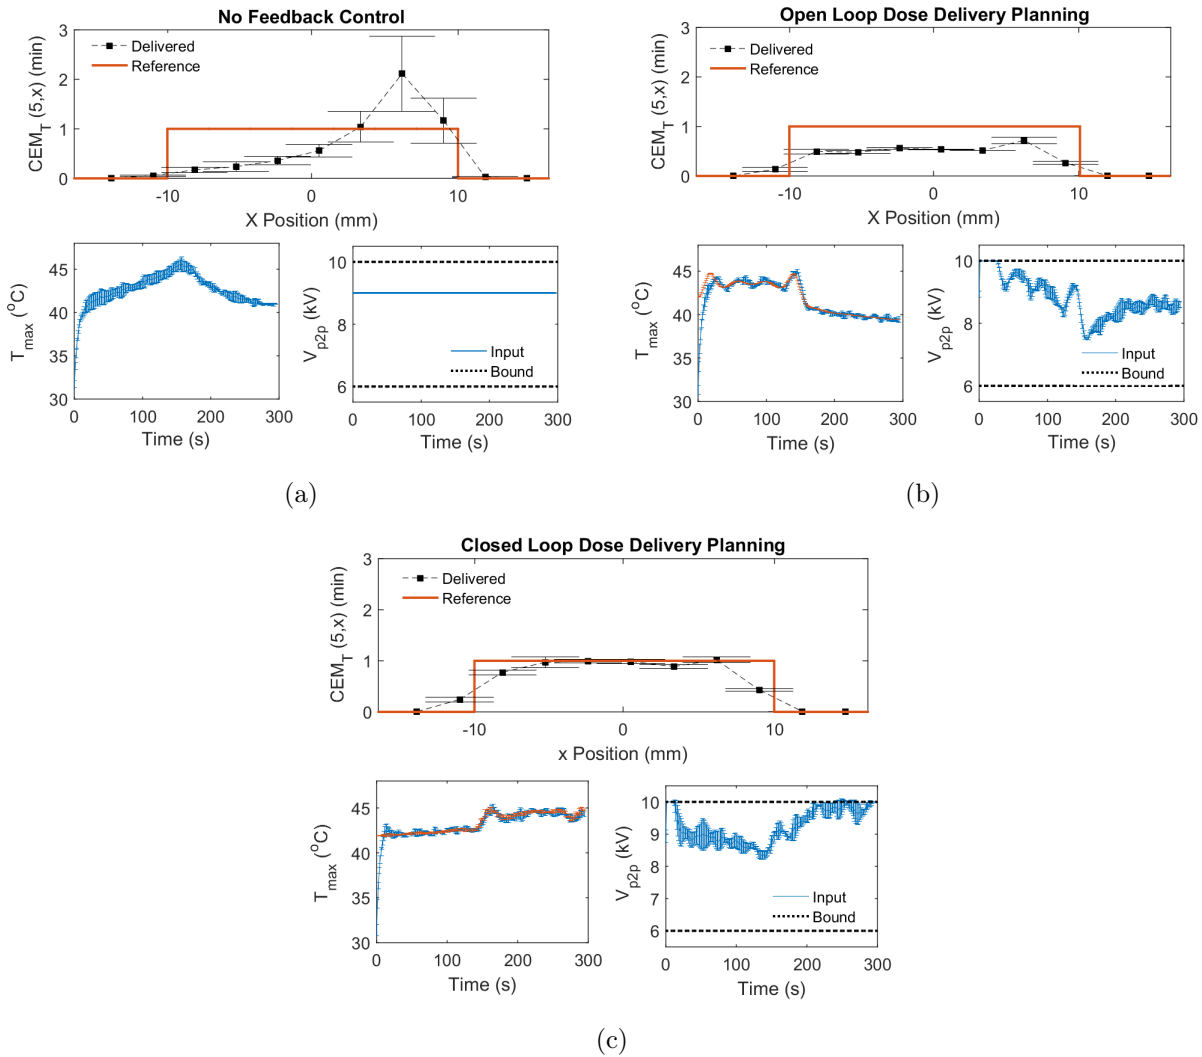 No Feedback Control
CEM_T (5,x) (min)
3
2
1
0
Delivered
Reference
-10
0
10
X Position (mm)
T_max (°C)
45
40
35
30
0
100
200
300
Time (s)
V_p2p (kV)
10
8
6
Input
Bound
0
100
200
300
Time (s)
(a)
Open Loop Dose Delivery Planning
CEM_T (5,x) (min)
3
2
1
0
Delivered
Reference
-10
0
10
X Position (mm)
T_max (°C)
45
40
35
30
0
100
200
300
Time (s)
V_p2p (kV)
10
8
6
Input
Bound
0
100
200
300
Time (s)
(b)
Closed Loop Dose Delivery Planning
CEM_T (5,x) (min)
3
2
1
0
Delivered
Reference
-10
0
10
x Position (mm)
T_max (°C)
45
40
35
30
0
100
200
300
Time (s)
V_p2p (kV)
10
9
8
7
6
Input
Bound
0
100
200
300
Time (s)
(c)